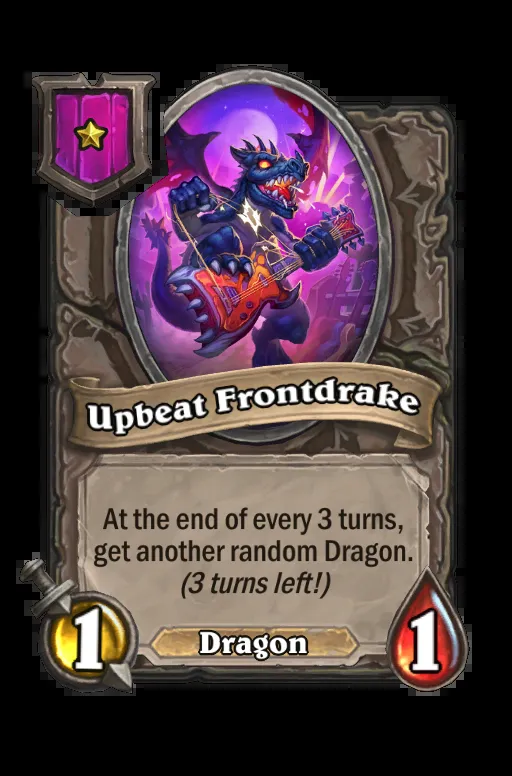 Upbeat Frontdrake
At the end of every 3 turns,
get another random Dragon.
(3 turns left!)
1
Dragon
1